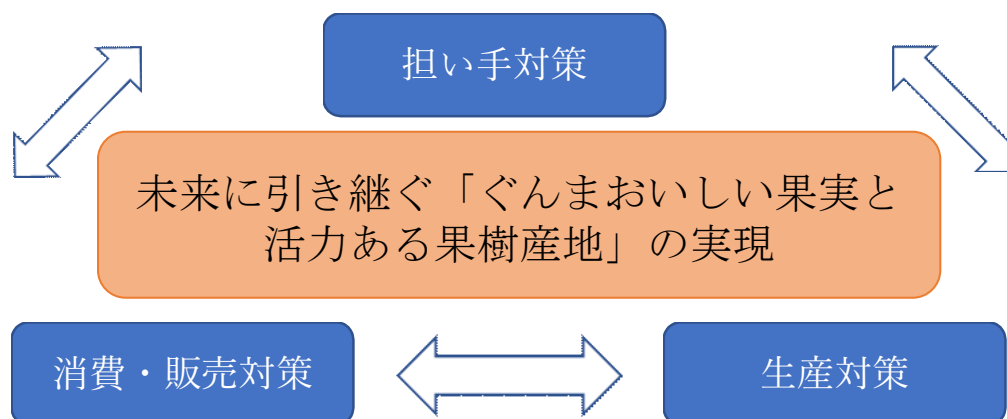 担い手対策
未来に引き継ぐ「ぐんまおいしい果実と
活力ある果樹産地」の実現
消費・販売対策
生産対策